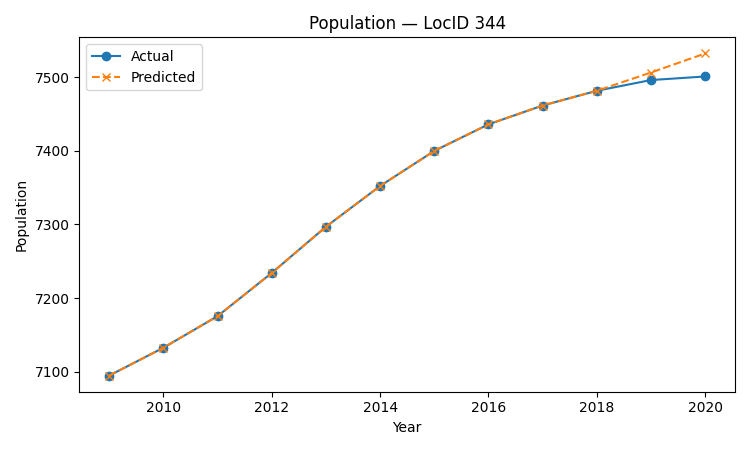 Population — LocID 344
Actual
Predicted
Population
7500
7400
7300
7200
7100
2010 2012 2014 2016 2018 2020
Year